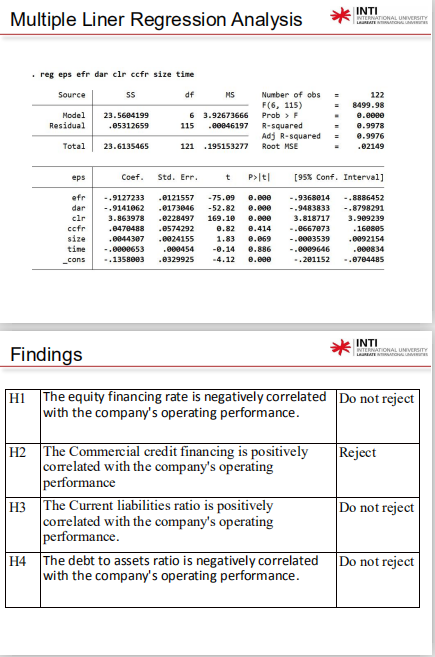 Multiple Liner Regression Analysis
INTI
INTERNATIONAL UNIVERSITY
LAUREATE INTERNATIONAL UNIVERSITIES
. reg eps efr dar clr ccfr size time
Source SS df MS Number of obs = 122
F(6, 115) = 8499.98
Model 23.5604199 6 3.92673666 Prob > F = 0.0000
Residual .05312659 115 .00046197 R-squared = 0.9978
Adj R-squared = 0.9976
Total 23.6135465 121 .195153277 Root MSE = .02149
eps Coef. Std. Err. t P>|t| [95% Conf. Interval]
efr -.9127233 .0121557 -75.09 0.000 -.9368014 -.8886452
dar -.9141062 .0173046 -52.82 0.000 -.9483833 -.8798291
clr 3.863978 .0228497 169.10 0.000 3.818717 3.909239
ccfr .0470488 .0574292 0.82 0.414 -.0667073 .160805
size .0044307 .0024155 1.83 0.069 -.0003539 .0092154
time -.0000653 .000454 -0.14 0.886 -.0009646 .000834
_cons -.1358003 .0329925 -4.12 0.000 -.201152 -.0704485
Findings
INTI
INTERNATIONAL UNIVERSITY
LAUREATE INTERNATIONAL UNIVERSITIES
H1 The equity financing rate is negatively correlated Do not reject
with the company's operating performance.
H2 The Commercial credit financing is positively Reject
correlated with the company's operating
performance
H3 The Current liabilities ratio is positively Do not reject
correlated with the company's operating
performance.
H4 The debt to assets ratio is negatively correlated Do not reject
with the company's operating performance.